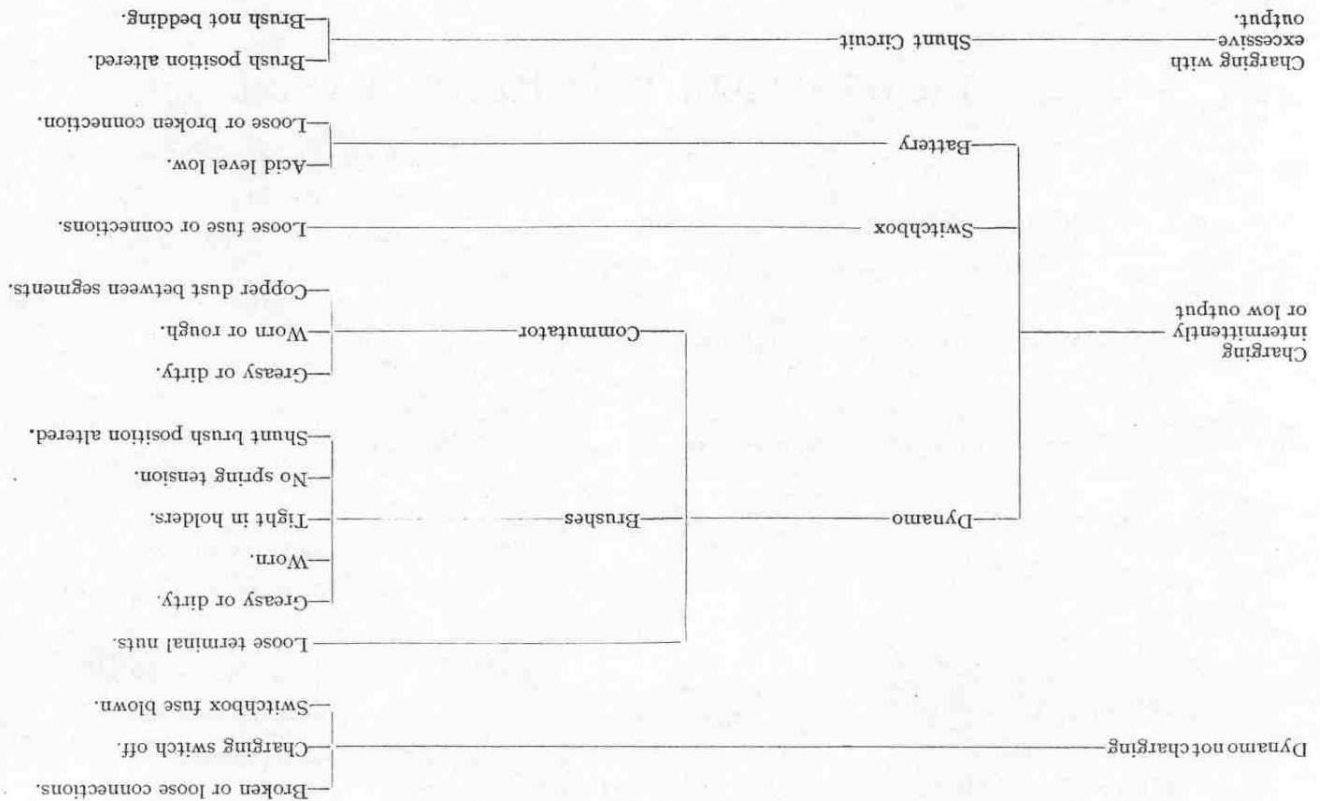 Broken or loose connections.
Dynamo not charging
Charging switch off.
Switchbox fuse blown.
Loose terminal nuts.
Greasy or dirty.
Worn.
Dynamo
Brushes
Tight in holders.
No spring tension.
Shunt brush position altered.
Charging
intermittently
or low output
Greasy or dirty.
Commutator
Worn or rough.
Copper dust between segments.
Switchbox
Loose fuse or connections.
Battery
Acid level low.
Loose or broken connection.
Charging with
excessive
output.
Shunt Circuit
Brush position altered.
Brush not bedding.